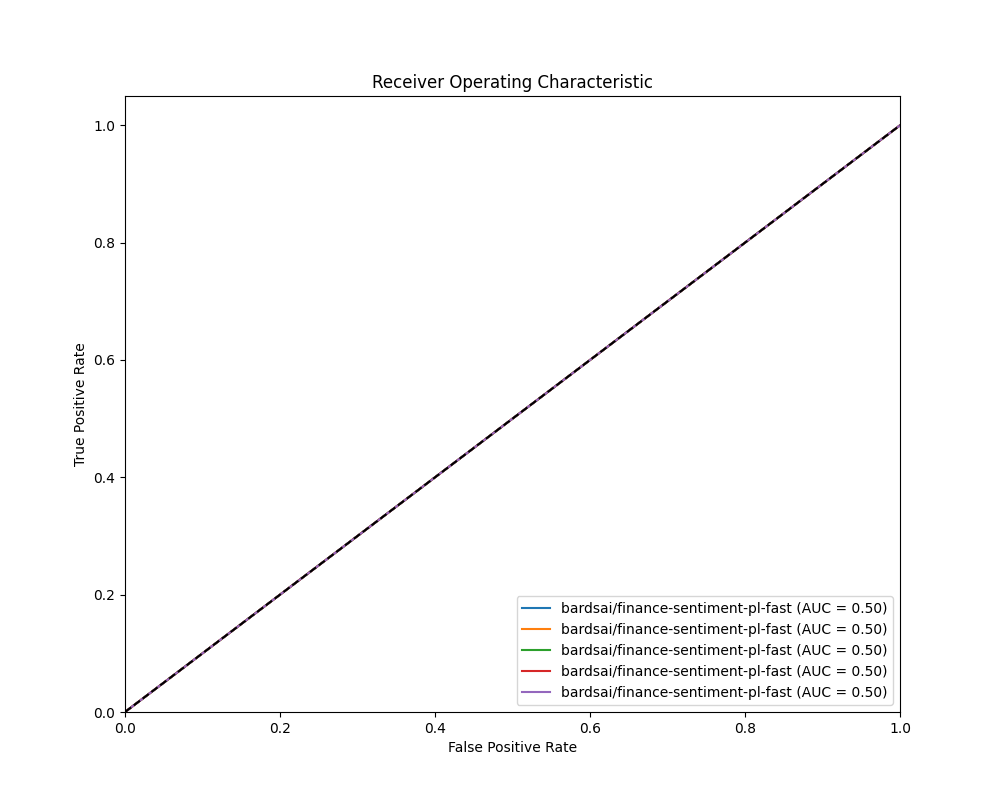 Receiver Operating Characteristic
True Positive Rate
1.0
0.8
0.6
0.4
0.2
0.0
0.0 0.2 0.4 0.6 0.8 1.0
False Positive Rate
bardsai/finance-sentiment-pl-fast (AUC = 0.50)
bardsai/finance-sentiment-pl-fast (AUC = 0.50)
bardsai/finance-sentiment-pl-fast (AUC = 0.50)
bardsai/finance-sentiment-pl-fast (AUC = 0.50)
bardsai/finance-sentiment-pl-fast (AUC = 0.50)